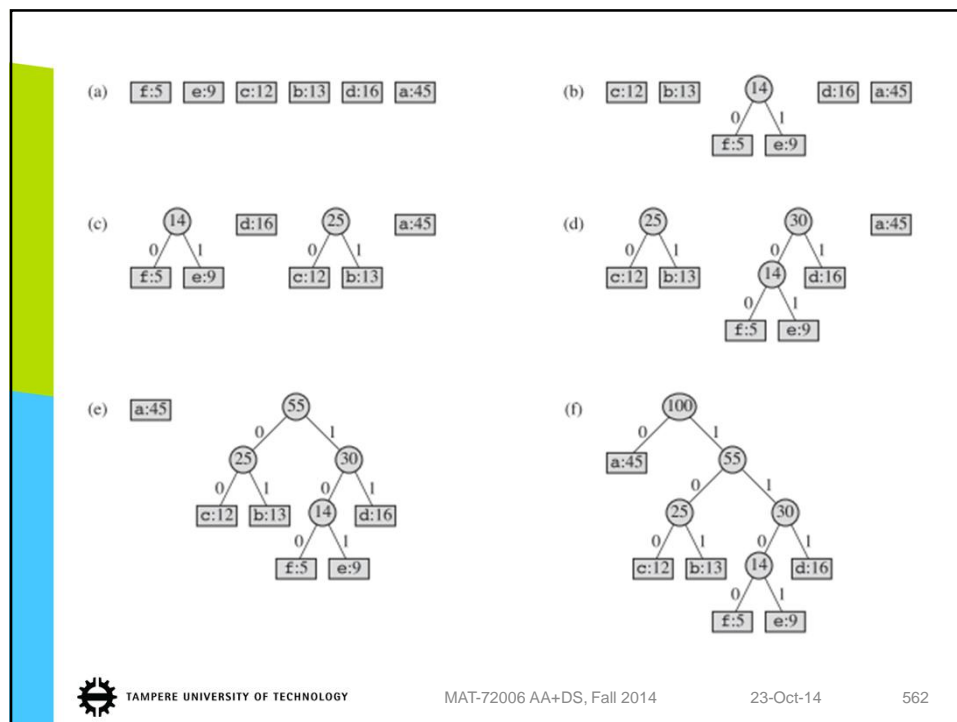 (a) f:5 e:9 c:12 b:13 d:16 a:45
(b) c:12 b:13 14 d:16 a:45
0 1
f:5 e:9
(c) 14 d:16 25 a:45
0 1 0 1
f:5 e:9 c:12 b:13
(d) 25 30 a:45
0 1 0 1
c:12 b:13 14 d:16
0 1
f:5 e:9
(e) a:45 55
0 1
25 30
0 1 0 1
c:12 b:13 14 d:16
0 1
f:5 e:9
(f) 100
0 1
a:45 55
0 1
25 30
0 1 0 1
c:12 b:13 14 d:16
0 1
f:5 e:9
TAMPERE UNIVERSITY OF TECHNOLOGY MAT-72006 AA+DS, Fall 2014 23-Oct-14 562